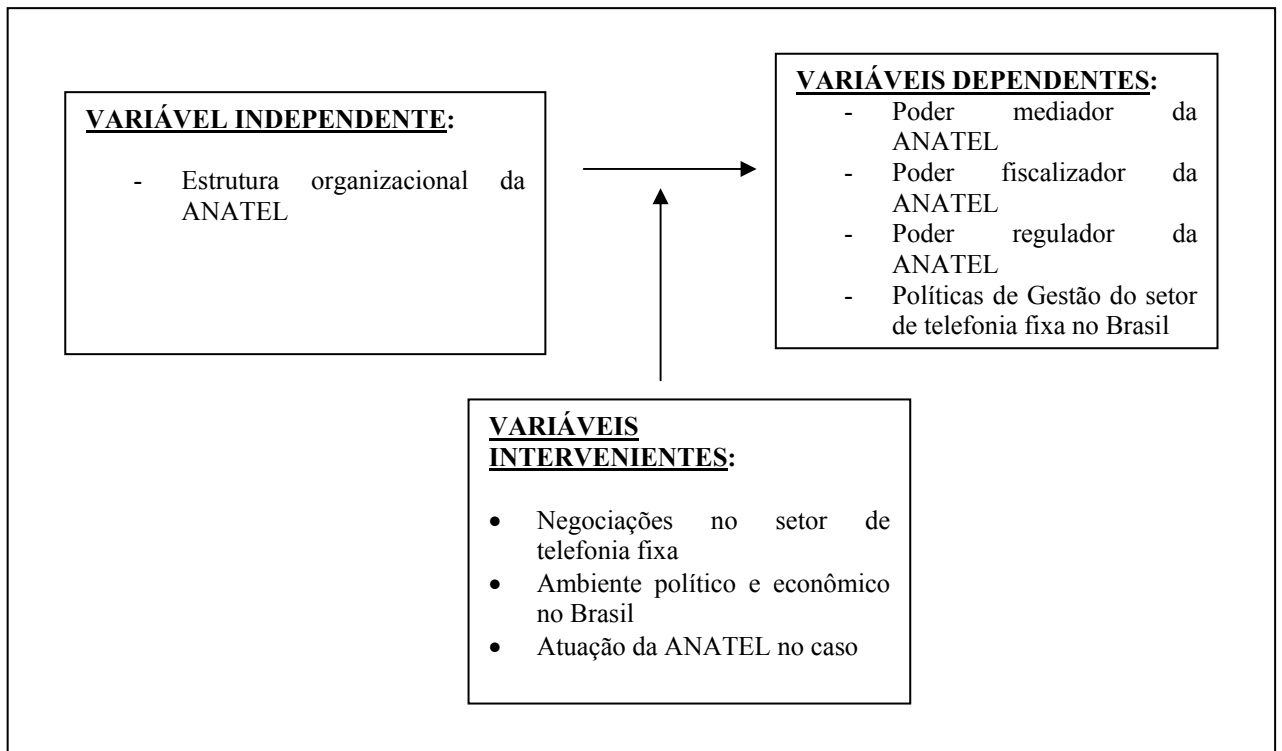 VARIÁVEL INDEPENDENTE:
- Estrutura organizacional da
ANATEL
VARIÁVEIS DEPENDENTES:
- Poder mediador da
ANATEL
- Poder fiscalizador da
ANATEL
- Poder regulador da
ANATEL
- Políticas de Gestão do setor
de telefonia fixa no Brasil
VARIÁVEIS
INTERVENIENTES:
• Negociações no setor de
telefonia fixa
• Ambiente político e econômico
no Brasil
• Atuação da ANATEL no caso